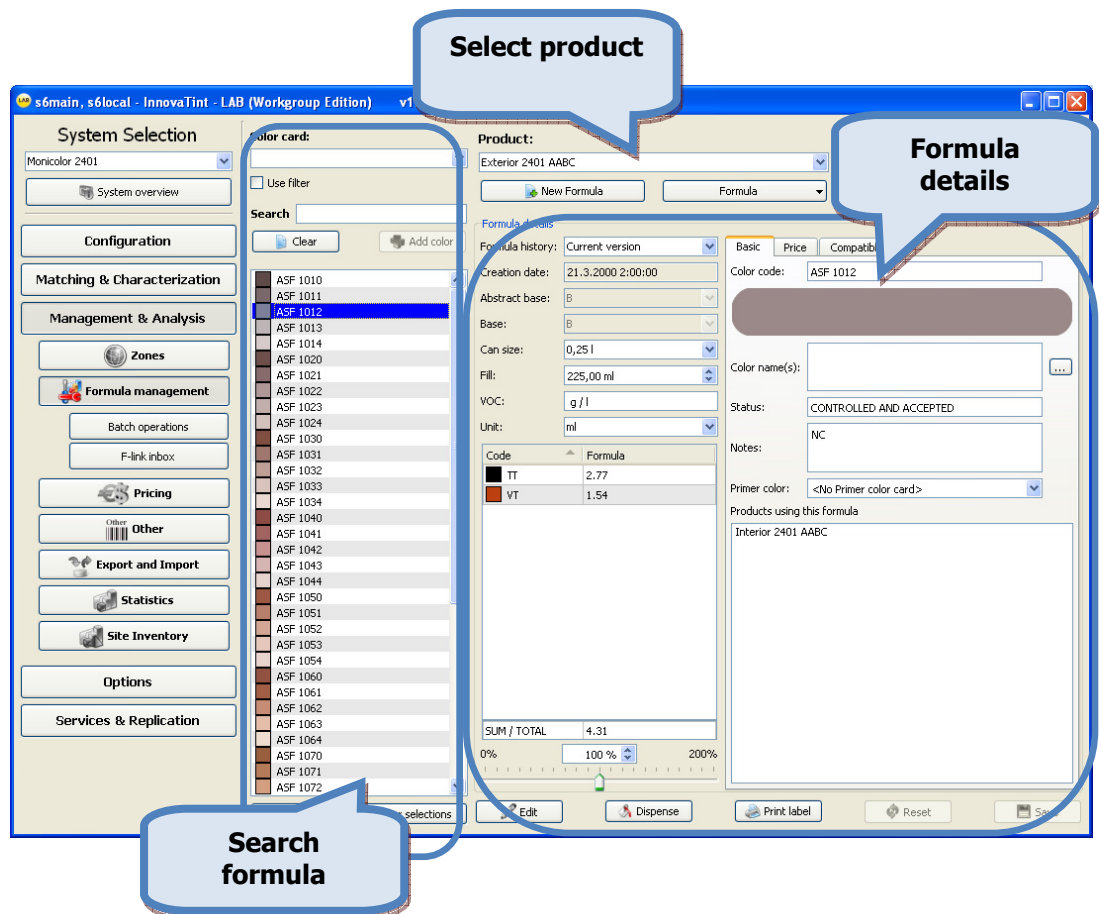 Select product
s6main, s6local - InnovaTint - LAB (Workgroup Edition) v1
System Selection
Monicolor 2401
System overview
Configuration
Matching & Characterization
Management & Analysis
Zones
Formula management
Batch operations
F-link inbox
Pricing
Other
Other
Export and Import
Statistics
Site Inventory
Options
Services & Replication
Color card:
Use filter
Search
Clear
Add color
ASF 1010
ASF 1011
ASF 1012
ASF 1013
ASF 1014
ASF 1020
ASF 1021
ASF 1022
ASF 1023
ASF 1024
ASF 1030
ASF 1031
ASF 1032
ASF 1033
ASF 1034
ASF 1040
ASF 1041
ASF 1042
ASF 1043
ASF 1044
ASF 1050
ASF 1051
ASF 1052
ASF 1053
ASF 1054
ASF 1060
ASF 1061
ASF 1062
ASF 1063
ASF 1064
ASF 1070
ASF 1071
ASF 1072
selections
Search
formula
Product:
Exterior 2401 AABC
New Formula
Formula
Formula details
Formula history: Current version
Creation date: 21.3.2000 2:00:00
Abstract base: B
Base: B
Can size: 0,25 l
Fill: 225,00 ml
VOC: g / l
Unit: ml
Code Formula
TT 2.77
VT 1.54
SUM / TOTAL 4.31
0% 100 % 200%
Edit
Dispense
Print label
Reset
Formula
details
Basic Price
Color code: ASF 1012
Color name(s):
...
Status: CONTROLLED AND ACCEPTED
Notes: NC
Primer color: <No Primer color card>
Products using this formula
Interior 2401 AABC